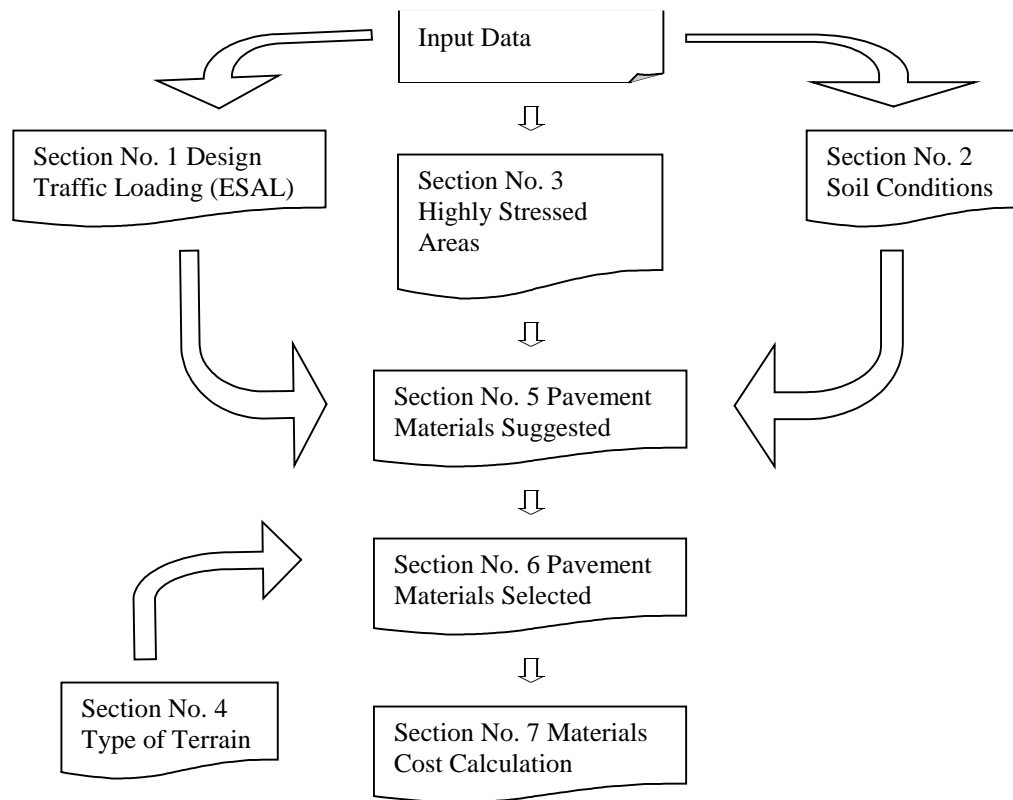 Input Data
Section No. 1 Design
Traffic Loading (ESAL)
Section No. 3
Highly Stressed
Areas
Section No. 2
Soil Conditions
Section No. 5 Pavement
Materials Suggested
Section No. 6 Pavement
Materials Selected
Section No. 4
Type of Terrain
Section No. 7 Materials
Cost Calculation